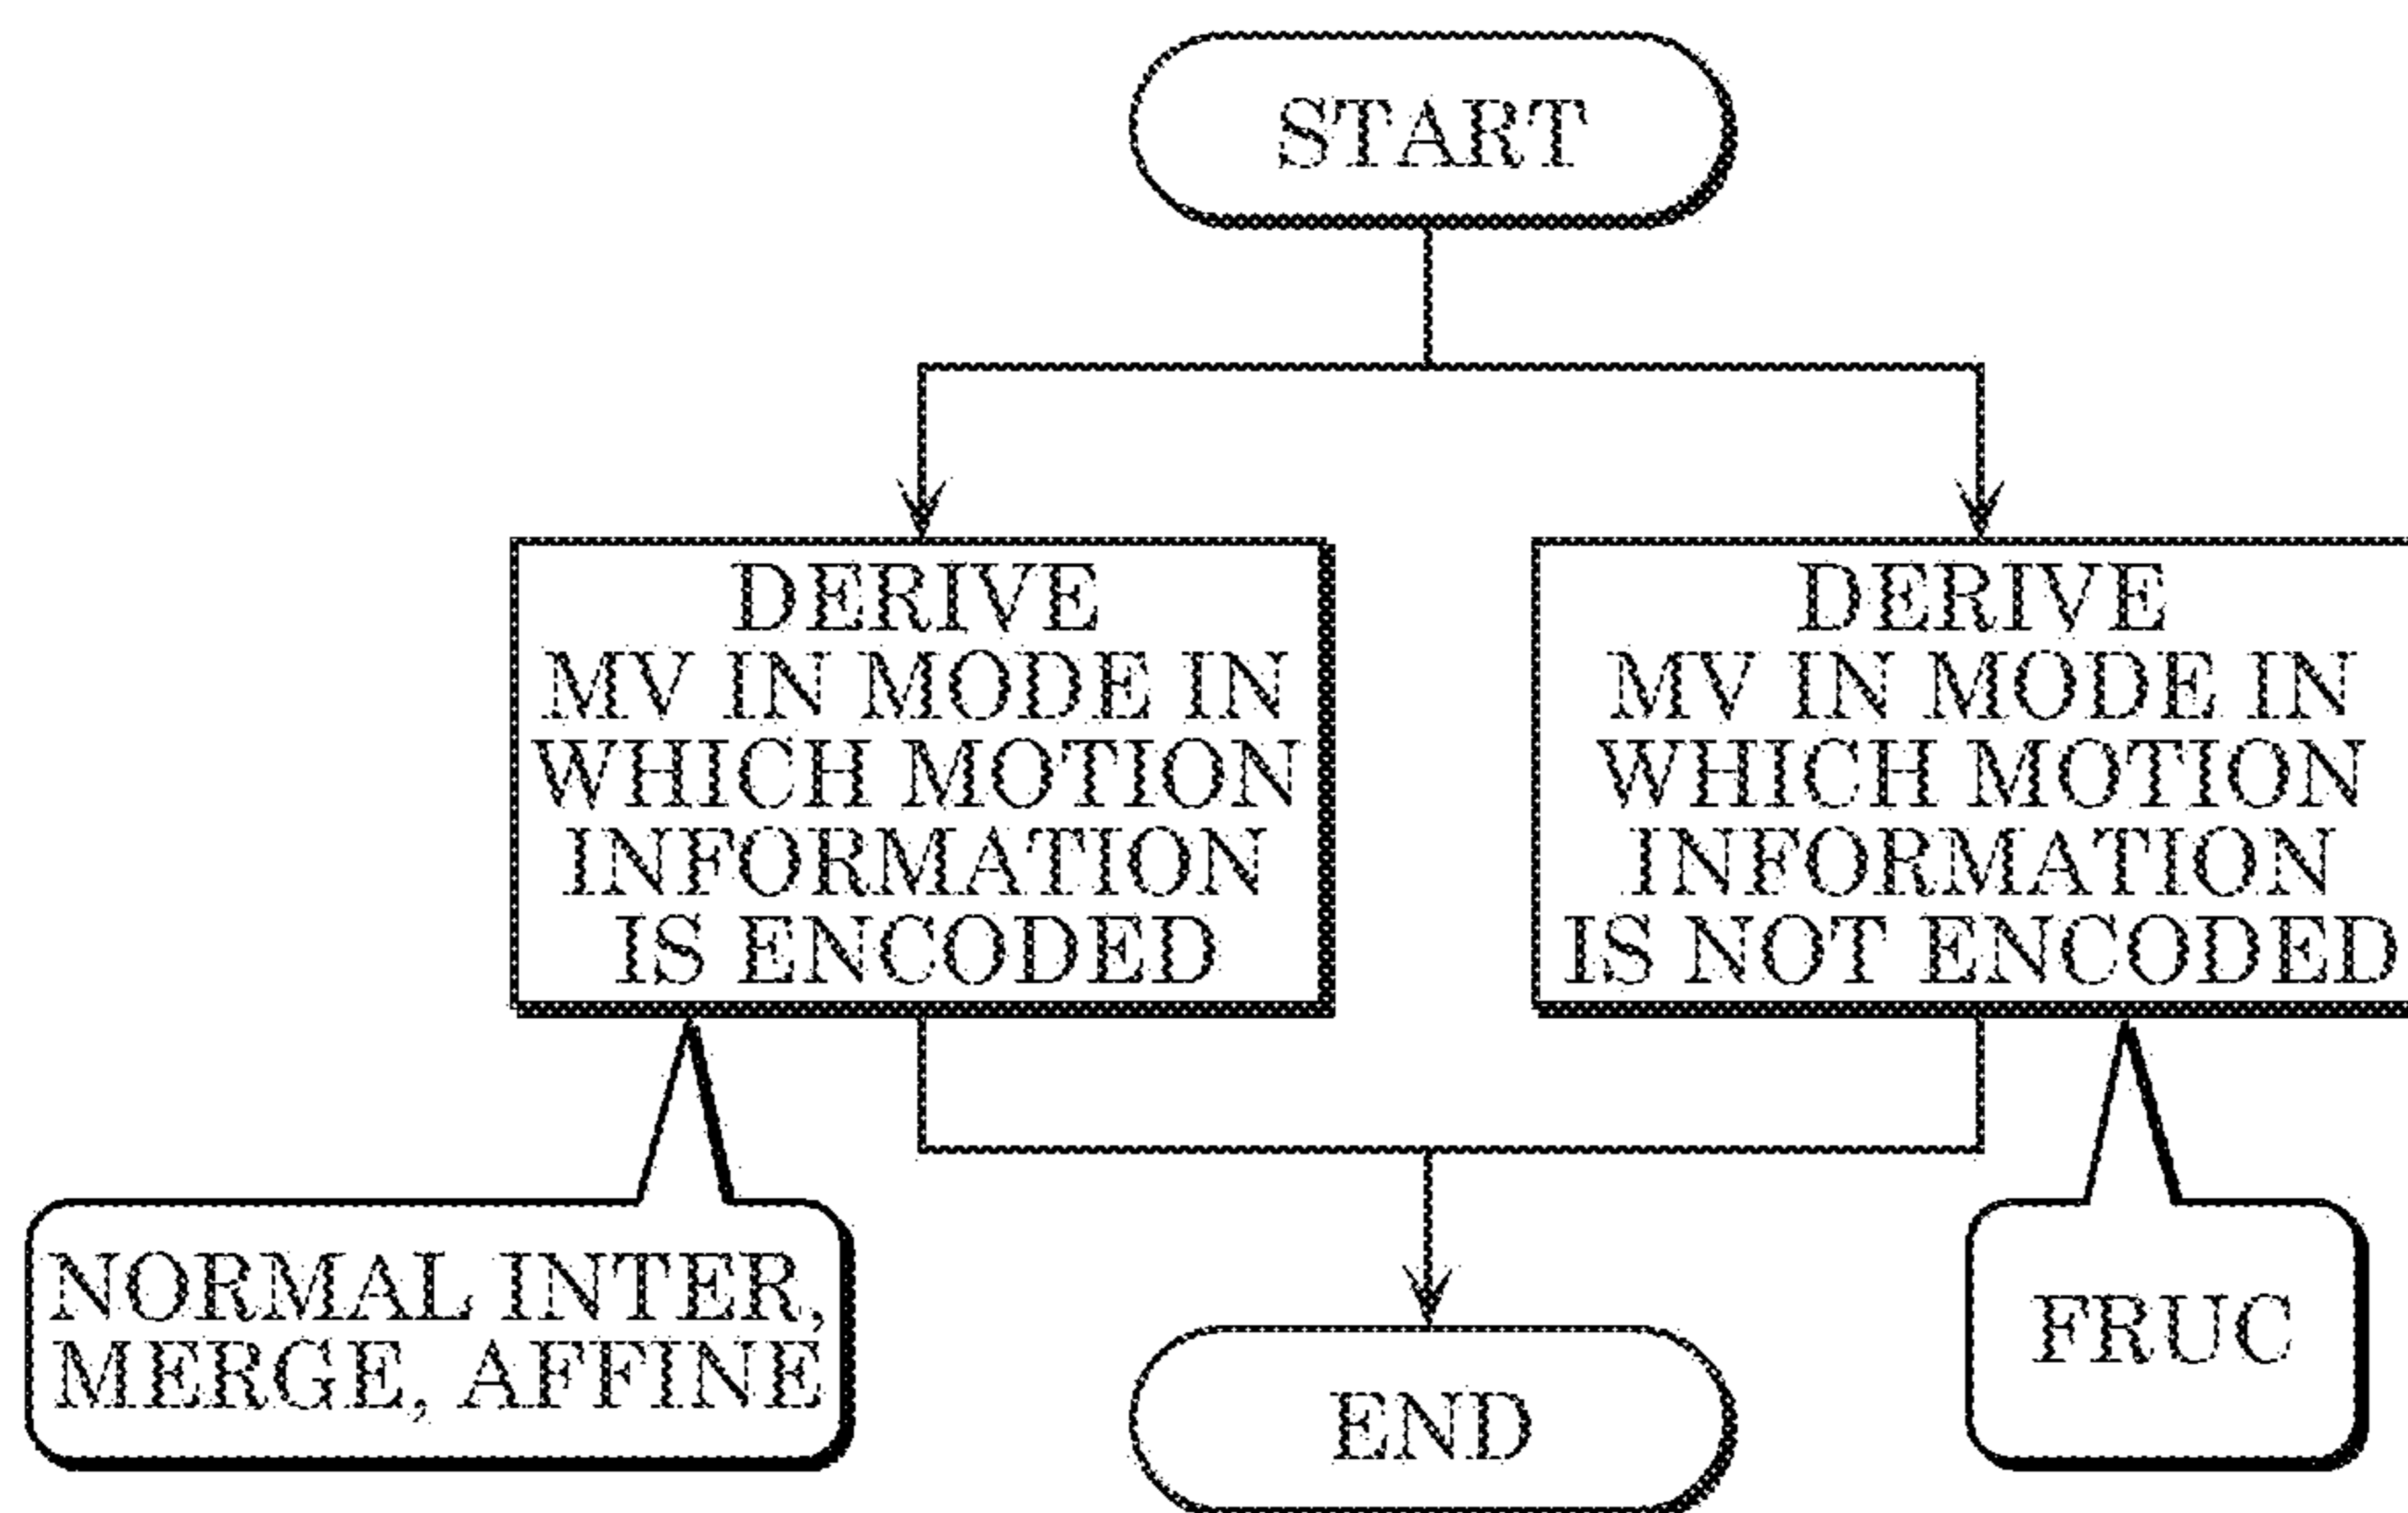 START
DERIVE
MV IN MODE IN
WHICH MOTION
INFORMATION
IS ENCODED
DERIVE
MV IN MODE IN
WHICH MOTION
INFORMATION
IS NOT ENCODED
NORMAL INTER,
MERGE, AFFINE
FRUC
END